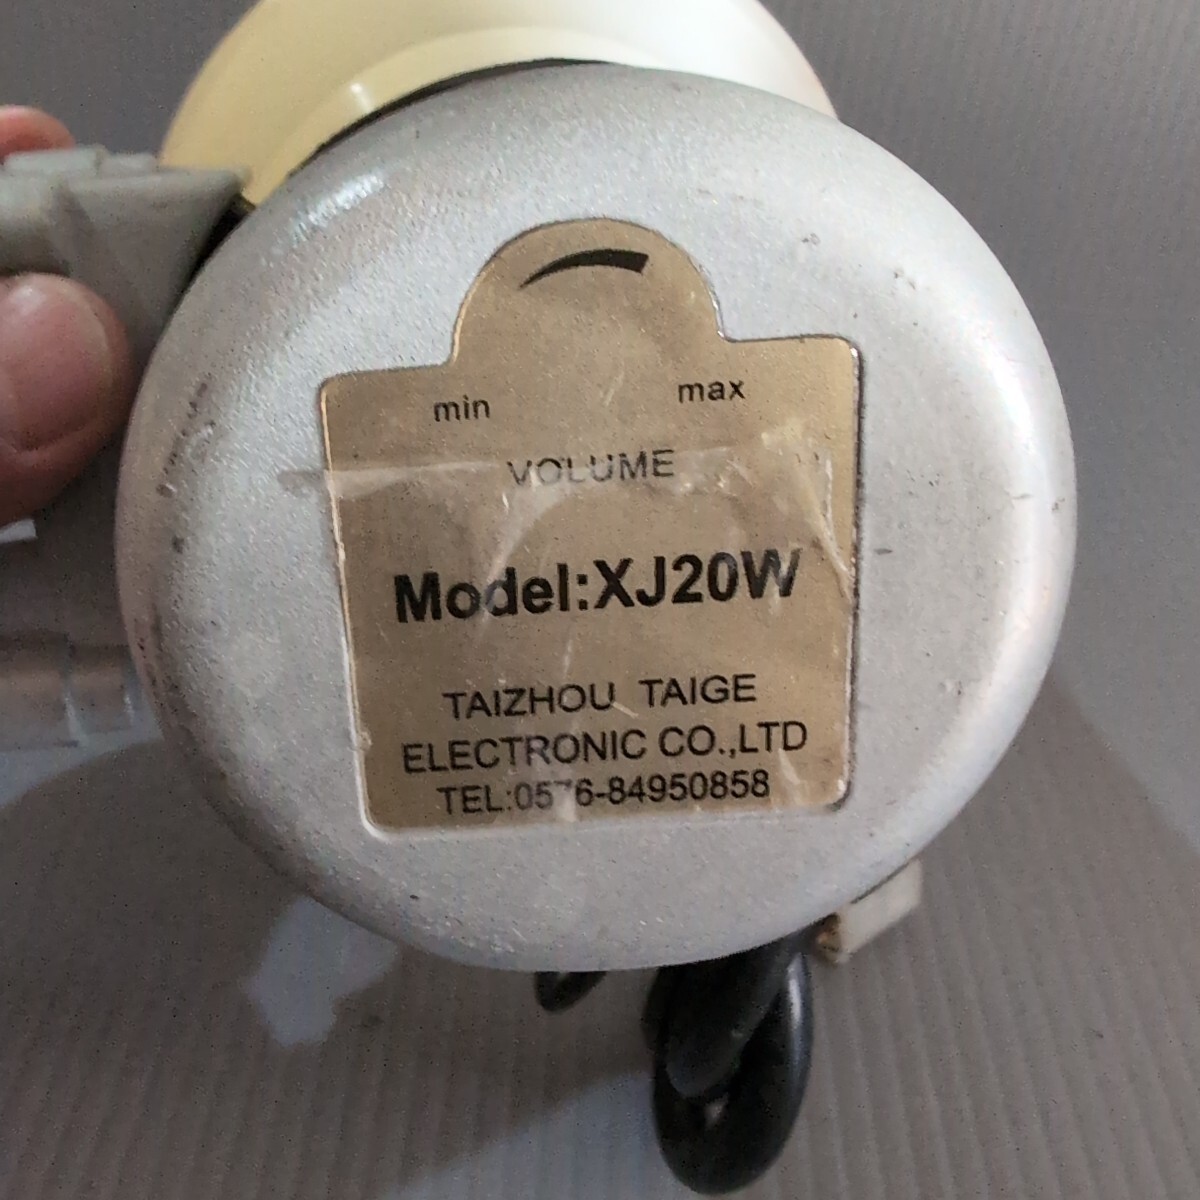 min max
VOLUME
Model:XJ20W
TAIZHOU TAIGE
ELECTRONIC CO.,LTD
TEL:0576-84950858